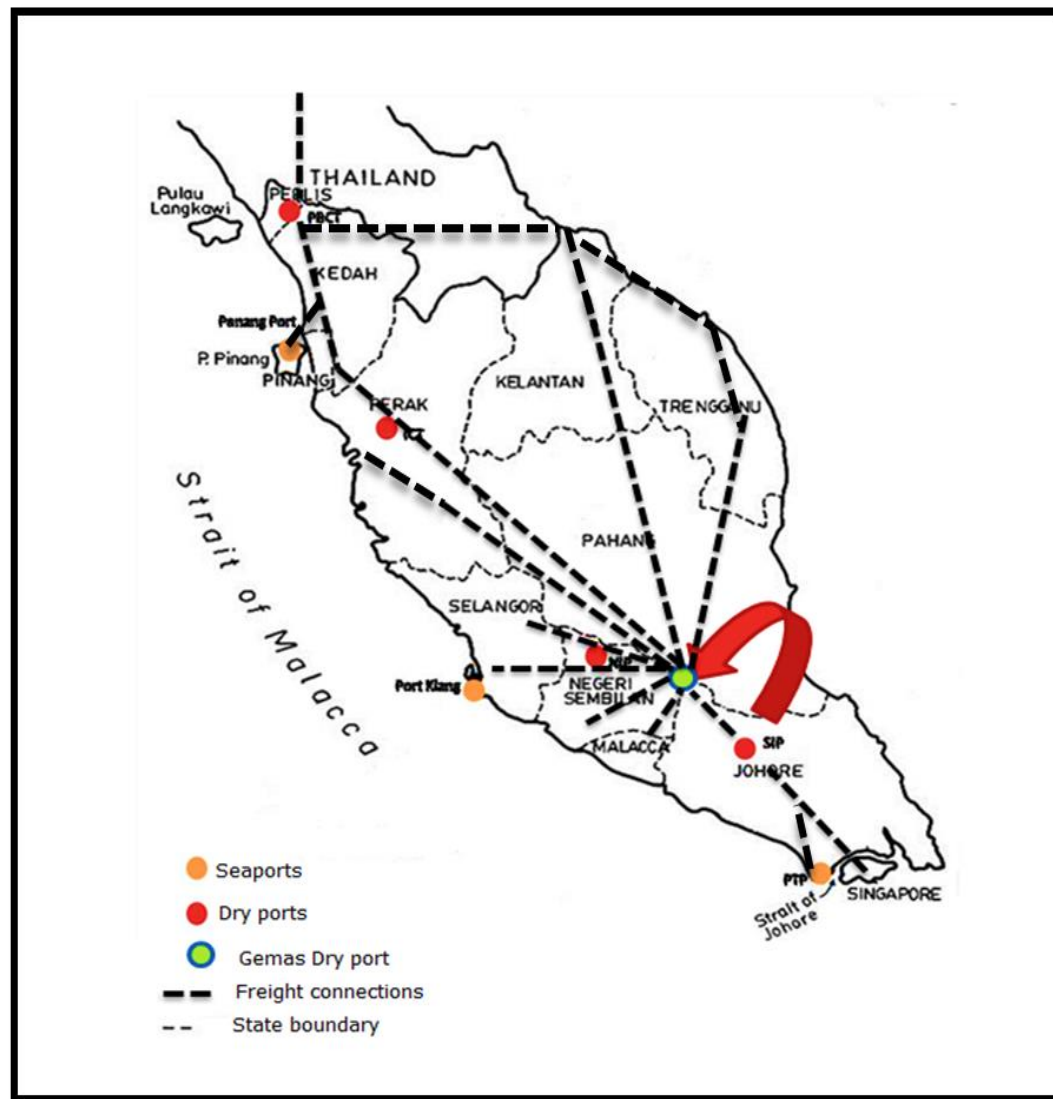 THAILAND
Pulau
Langkawi
PERLIS
PBCT
KEDAH
Penang Port
P. Pinang
PINANG
PERAK
KELANTAN
TRENGGANU
Strait of Malacca
PAHANG
SELANGOR
Port Klang
NIP
NEGERI
SEMBILAN
MALACCA
SIP
JOHORE
PTP
SINGAPORE
Strait of
Johore
Seaports
Dry ports
Gemas Dry port
Freight connections
State boundary